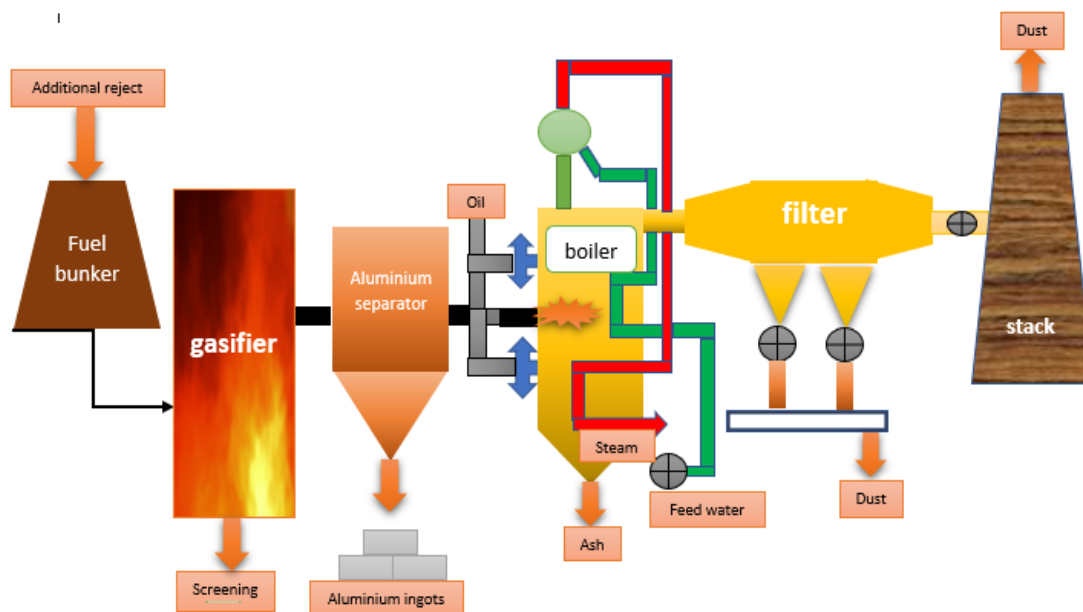 Additional reject
Fuel
bunker
gasifier
Screening
Aluminium
separator
Aluminium ingots
Oil
boiler
Steam
Feed water
Ash
filter
Dust
Dust
stack